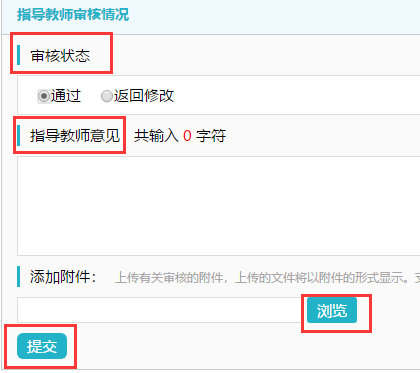 指导教师审核情况
审核状态
通过 返回修改
指导教师意见 共输入 0 字符
添加附件： 上传有关审核的附件，上传的文件将以附件的形式显示。
浏览
提交